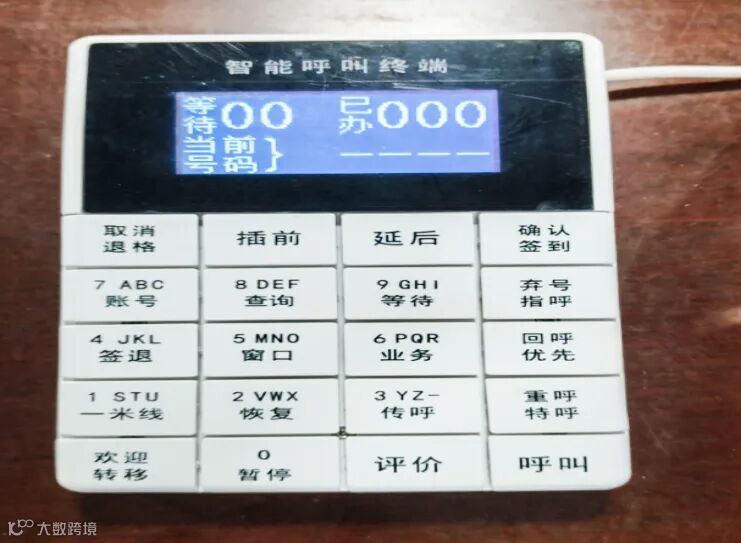 智能呼叫终端
等待00 已办000
当前号码} ----
取消 退格
插前
延后
确认 签到
7 ABC 账号
8 DEF 查询
9 GHI 等待
弃号 指呼
4 JKL 签退
5 MNO 窗口
6 PQR 业务
回呼 优先
1 STU 一米线
2 VWX 恢复
3 YZ- 传呼
重呼 特呼
欢迎 转移
0 暂停
评价
呼叫
大数跨境